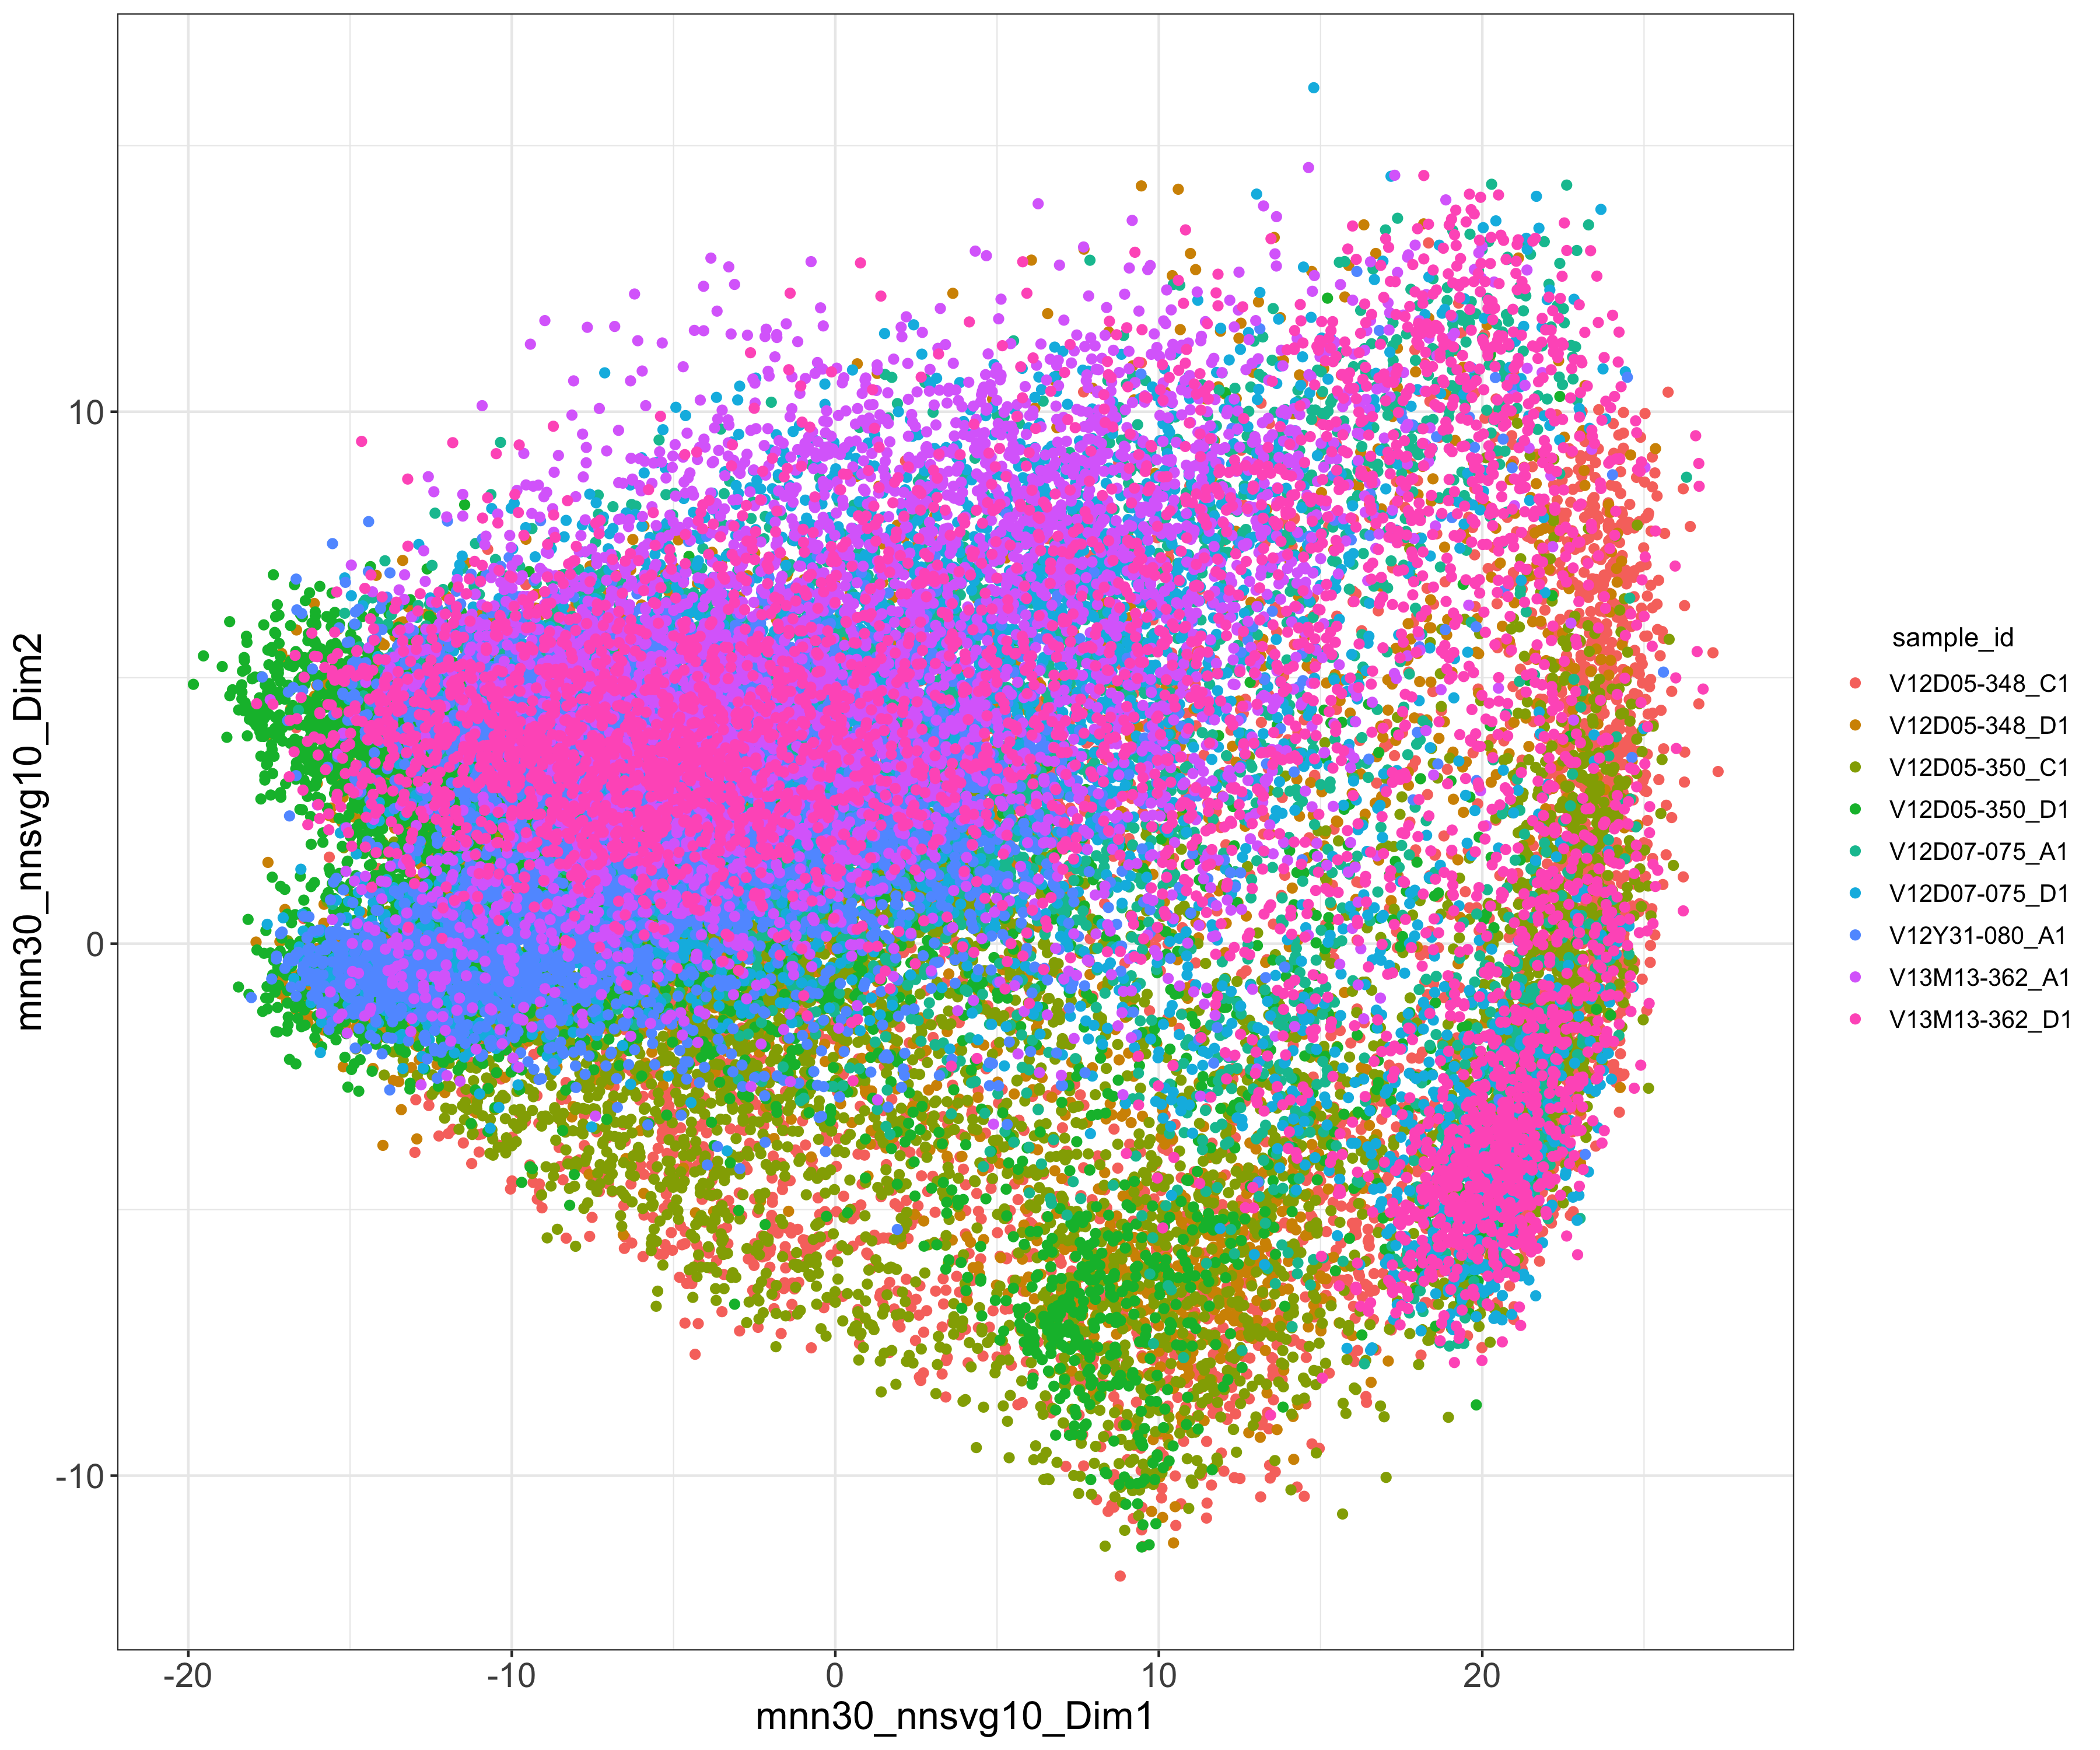 10
0
-10
-20
-10
0
10
20
mnn30_nnsvg10_Dim1
mnn30_nnsvg10_Dim2
sample_id
V12D05-348_C1
V12D05-348_D1
V12D05-350_C1
V12D05-350_D1
V12D07-075_A1
V12D07-075_D1
V12Y31-080_A1
V13M13-362_A1
V13M13-362_D1